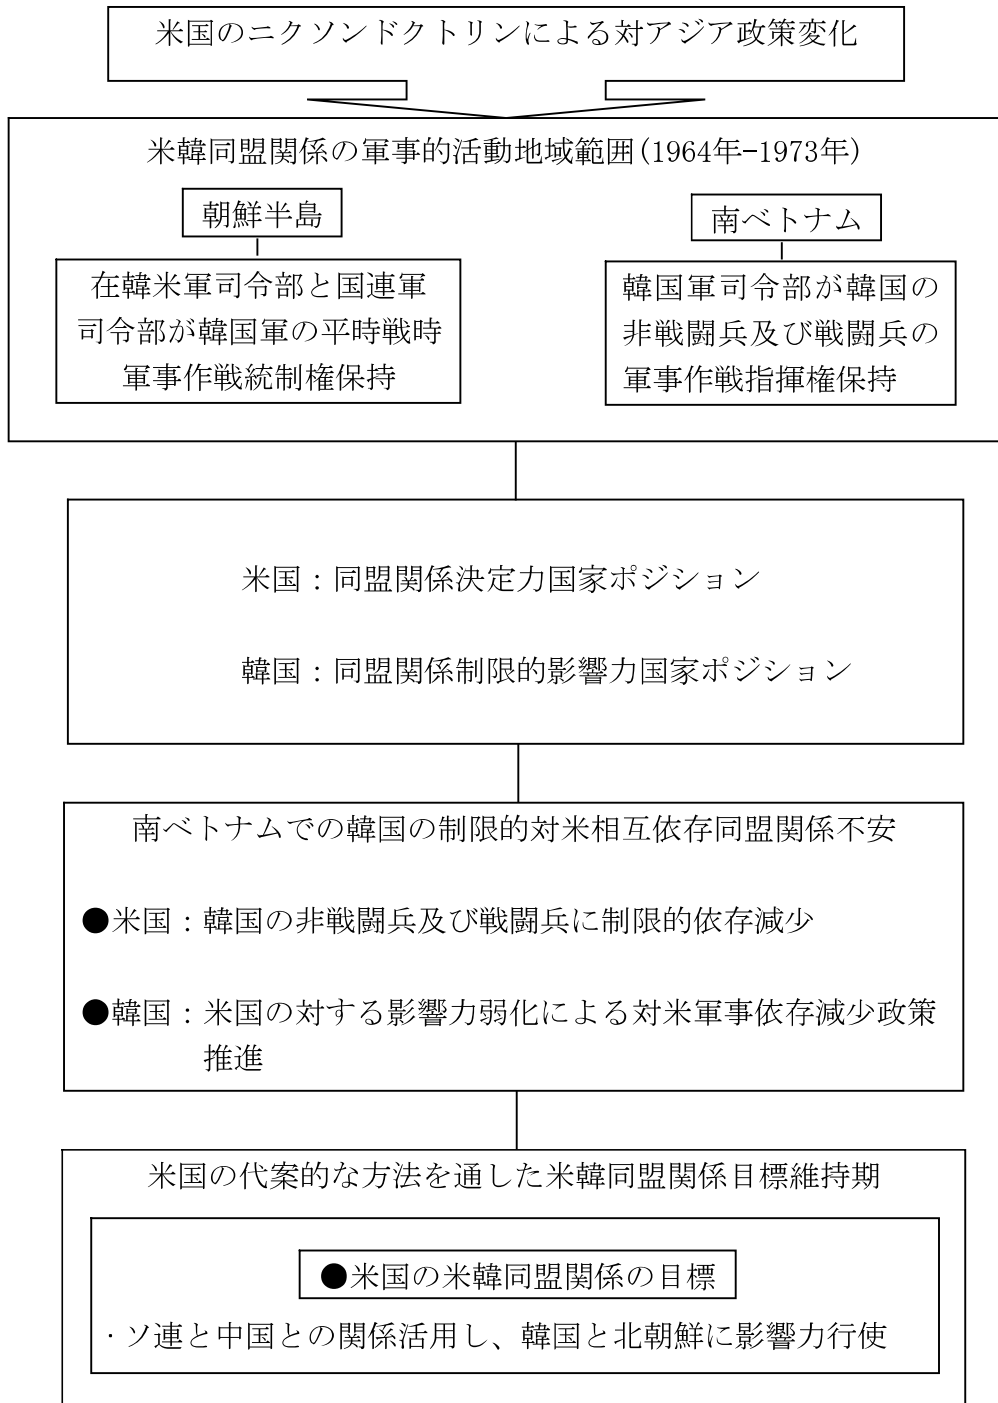 米国のニクソンドクトリンによる対アジア政策変化
米韓同盟関係の軍事的活動地域範囲(1964年-1973年)
朝鮮半島
在韓米軍司令部と国連軍
司令部が韓国軍の平時戦時
軍事作戦統制権保持
南ベトナム
韓国軍司令部が韓国の
非戦闘兵及び戦闘兵の
軍事作戦指揮権保持
米国：同盟関係決定力国家ポジション
韓国：同盟関係制限的影響力国家ポジション
南ベトナムでの韓国の制限的対米相互依存同盟関係不安
●米国：韓国の非戦闘兵及び戦闘兵に制限的依存減少
●韓国：米国の対する影響力弱化による対米軍事依存減少政策
推進
米国の代案的な方法を通した米韓同盟関係目標維持期
●米国の米韓同盟関係の目標
・ソ連と中国との関係活用し、韓国と北朝鮮に影響力行使